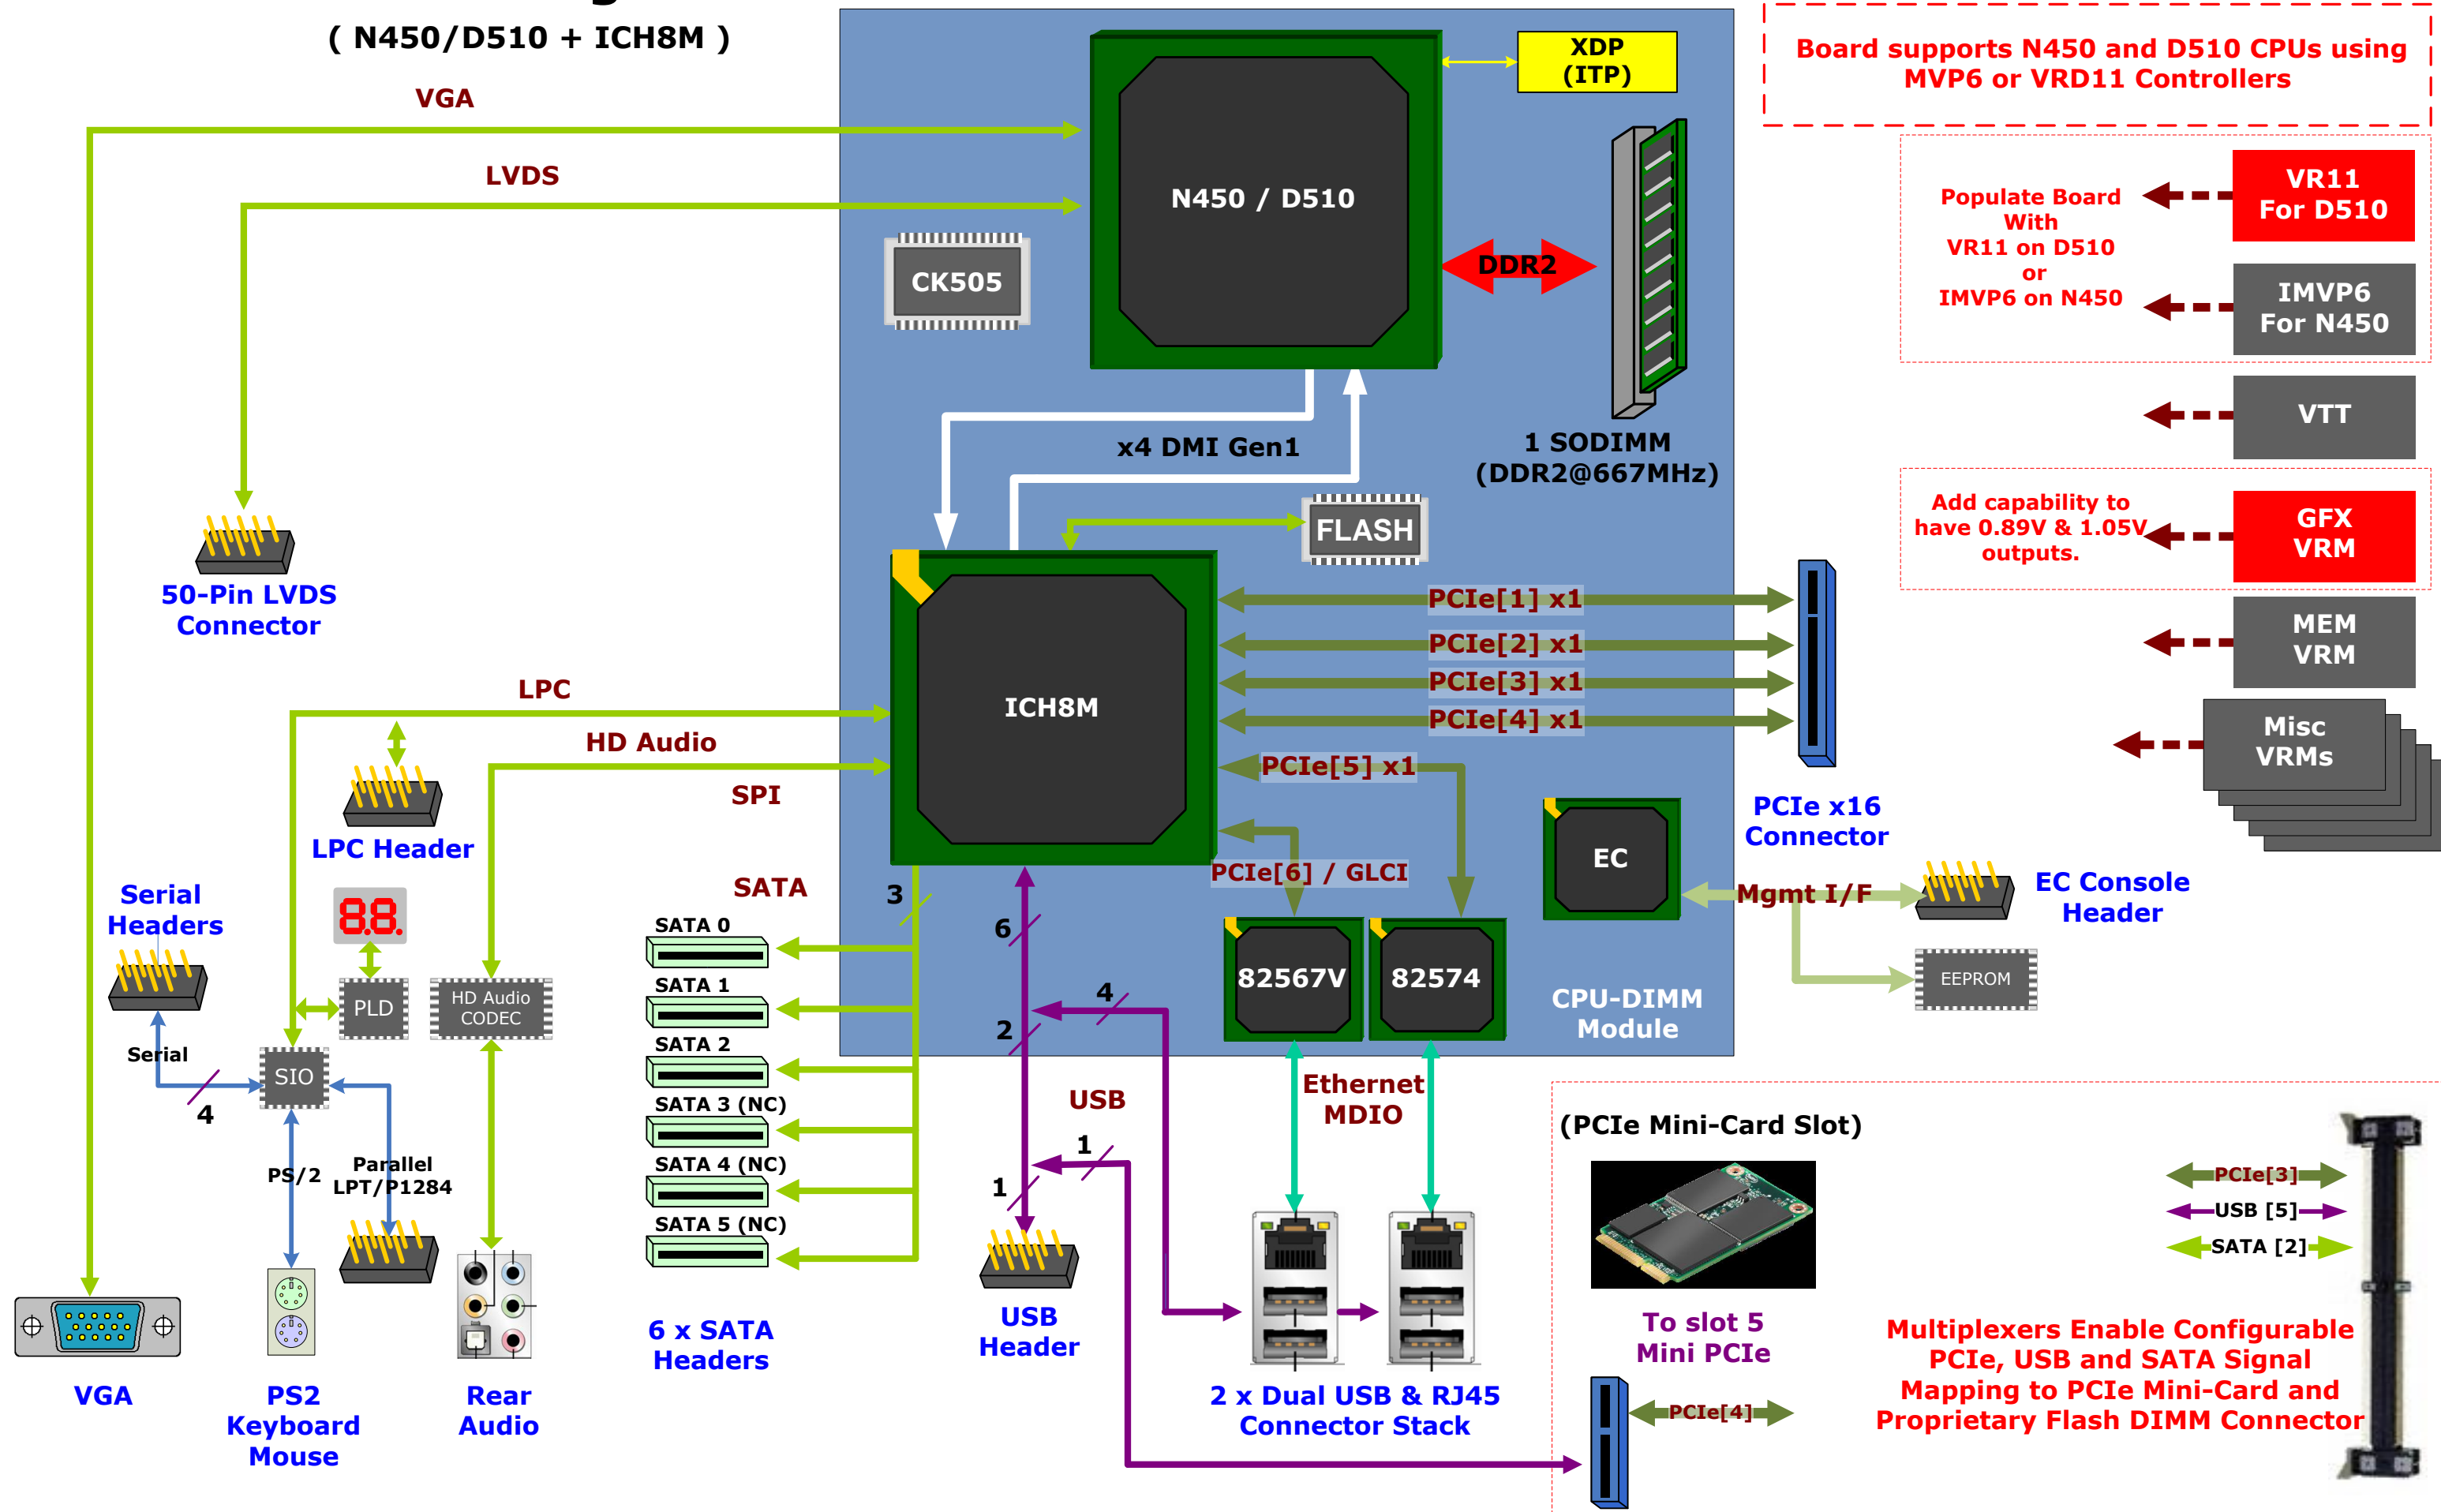 ( N450/D510 + ICH8M )
VGA
LVDS
XDP
(ITP)
Board supports N450 and D510 CPUs using
MVP6 or VRD11 Controllers
N450 / D510
CK505
DDR2
Populate Board
With
VR11 on D510
or
IMVP6 on N450
VR11
For D510
IMVP6
For N450
VTT
x4 DMI Gen1
1 SODIMM
(DDR2@667MHz)
FLASH
Add capability to
have 0.89V & 1.05V
outputs.
GFX
VRM
50-Pin LVDS
Connector
PCIe[1] x1
PCIe[2] x1
PCIe[3] x1
PCIe[4] x1
PCIe[5] x1
MEM
VRM
Misc
VRMs
LPC
HD Audio
SPI
ICH8M
LPC Header
PCIe x16
Connector
EC
PCIe[6] / GLCI
Mgmt I/F
EC Console
Header
EEPROM
Serial
Headers
8.8.
PLD
HD Audio
CODEC
SATA
3
SATA 0
SATA 1
SATA 2
SATA 3 (NC)
SATA 4 (NC)
SATA 5 (NC)
6
4
2
82567V
82574
CPU-DIMM
Module
Serial
4
SIO
PS/2
Parallel
LPT/P1284
USB
1
1
Ethernet
MDIO
(PCIe Mini-Card Slot)
PCIe[3]
USB [5]
SATA [2]
VGA
PS2
Keyboard
Mouse
Rear
Audio
6 x SATA
Headers
USB
Header
2 x Dual USB & RJ45
Connector Stack
To slot 5
Mini PCIe
PCIe[4]
Multiplexers Enable Configurable
PCIe, USB and SATA Signal
Mapping to PCIe Mini-Card and
Proprietary Flash DIMM Connector